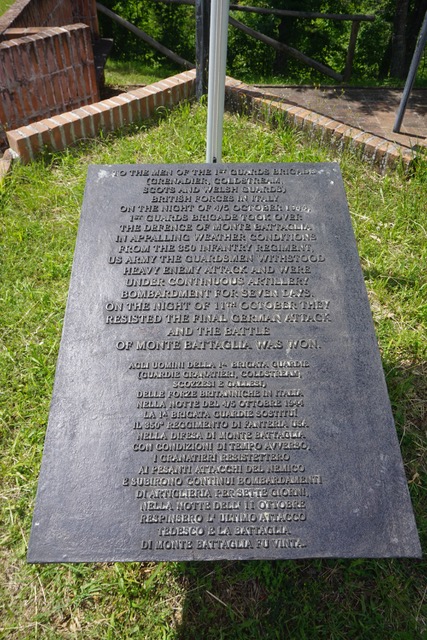 TO THE MEN OF THE 1ST GUARDS BRIGADE
(GRENADIER, COLDSTREAM,
SCOTS AND WELSH GUARDS)
BRITISH FORCES IN ITALY
ON THE NIGHT OF 4/5 OCTOBER 1944,
1ST GUARDS BRIGADE TOOK OVER
THE DEFENCE OF MONTE BATTAGLIA
IN APPALLING WEATHER CONDITIONS
FROM THE 350 INFANTRY REGIMENT,
US ARMY THE GUARDSMEN WITHSTOOD
HEAVY ENEMY ATTACK AND WERE
UNDER CONTINUOUS ARTILLERY
BOMBARDMENT FOR SEVEN DAYS.
ON THE NIGHT OF 11TH OCTOBER THEY
RESISTED THE FINAL GERMAN ATTACK
AND THE BATTLE
OF MONTE BATTAGLIA WAS WON.
AGLI UOMINI DELLA 1ª BRIGATA GUARDIE
(GUARDIE GRANATIERI, COLDSTREAM,
SCOZZESI E GALLESI),
DELLE FORZE BRITANNICHE IN ITALIA
NELLA NOTTE DEL 4/5 OTTOBRE 1944
LA 1ª BRIGATA GUARDIE SOSTITUÌ
IL 350° REGGIMENTO DI FANTERIA USA
NELLA DIFESA DI MONTE BATTAGLIA
CON CONDIZIONI DI TEMPO AVVERSO,
I GRANATIERI RESISTETTERO
AI PESANTI ATTACCHI DEL NEMICO
E SUBIRONO CONTINUI BOMBARDAMENTI
DI ARTIGLIERIA PER SETTE GIORNI,
NELLA NOTTE DELL'11 OTTOBRE
RESPINSERO L'ULTIMO ATTACCO
TEDESCO E LA BATTAGLIA
DI MONTE BATTAGLIA FU VINTA.